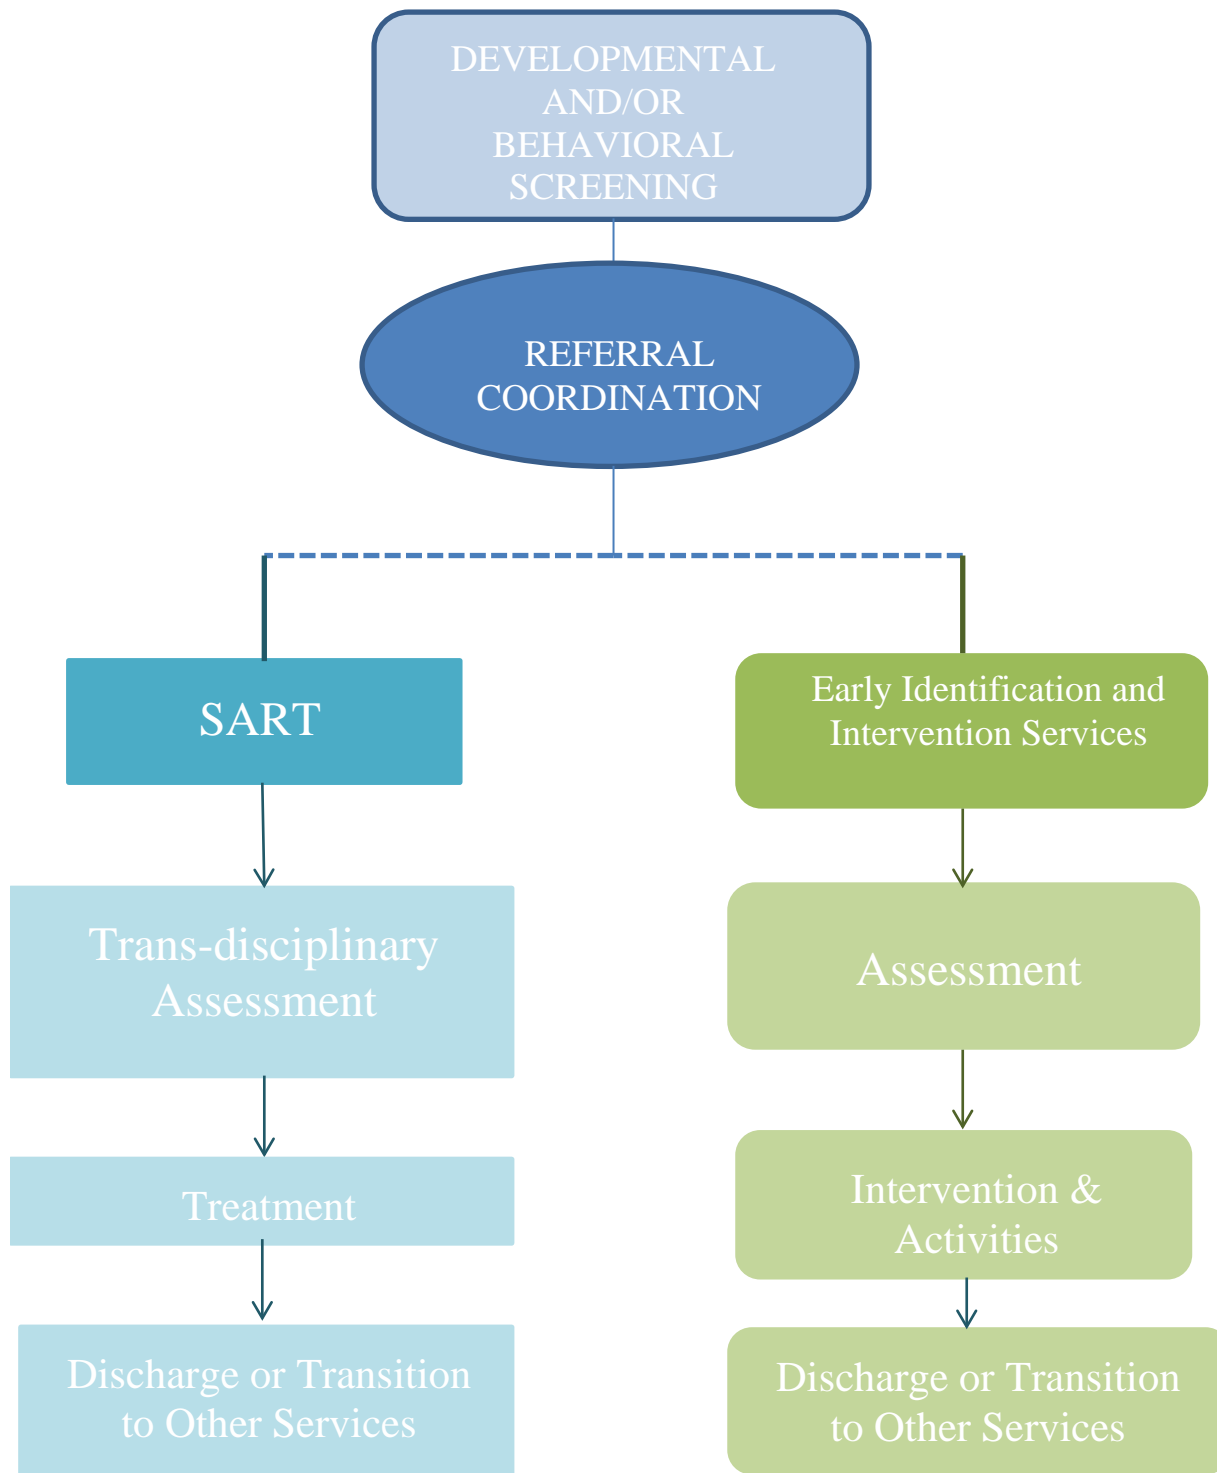 DEVELOPMENTAL
AND/OR
BEHAVIORAL
SCREENING
REFERRAL
COORDINATION
SART
Trans-disciplinary
Assessment
Treatment
Discharge or Transition
to Other Services
Early Identification and
Intervention Services
Assessment
Intervention &
Activities
Discharge or Transition
to Other Services